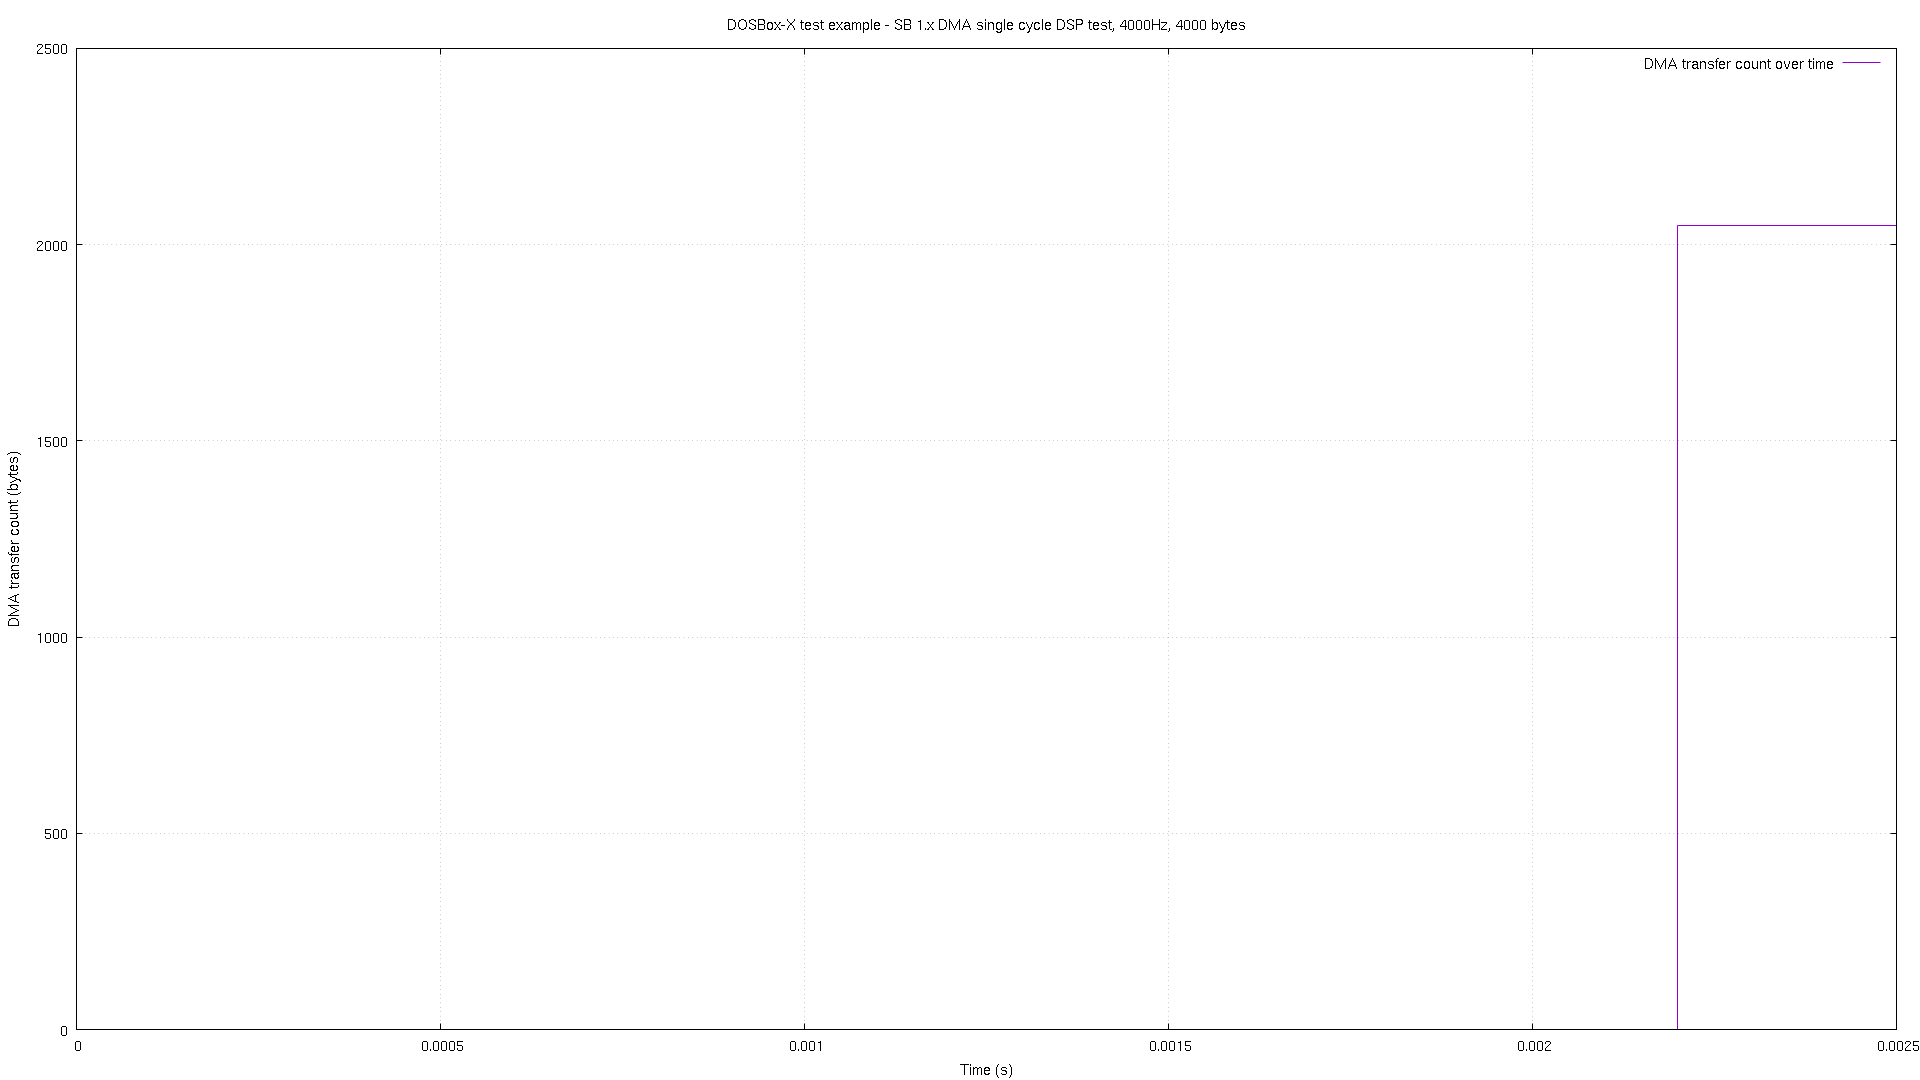 DOSBox-X test example - SB 1.x DMA single cycle DSP test, 4000Hz, 4000 bytes
DMA transfer count over time
2500
2000
1500
1000
500
0
DMA transfer count (bytes)
0 0.0005 0.001 0.0015 0.002 0.0025
Time (s)